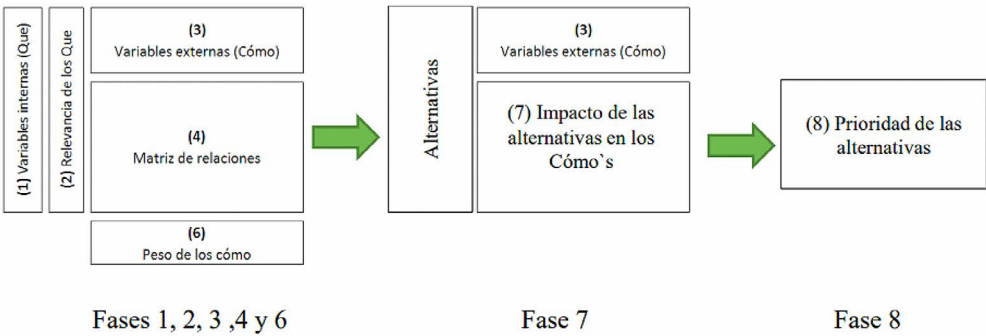 (1) Variables internas (Que)
(2) Relevancia de los Que
(3)
Variables externas (Cómo)
(4)
Matriz de relaciones
(6)
Peso de los cómo
Fases 1, 2, 3 ,4 y 6
Alternativas
(3)
Variables externas (Cómo)
(7) Impacto de las
alternativas en los
Cómo`s
Fase 7
(8) Prioridad de las
alternativas
Fase 8